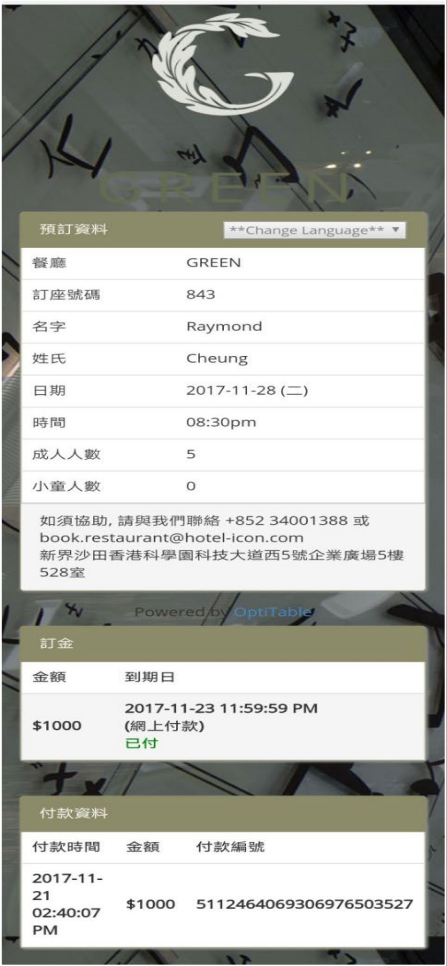 GREEN
預訂資料 **Change Language**
餐廳 GREEN
訂座號碼 843
名字 Raymond
姓氏 Cheung
日期 2017-11-28 (二)
時間 08:30pm
成人人數 5
小童人數 0
如須協助, 請與我們聯絡 +852 34001388 或
book.restaurant@hotel-icon.com
新界沙田香港科學園科技大道西5號企業廣場5樓
528室
Powered by OptiTable
訂金
金額 到期日
$1000 2017-11-23 11:59:59 PM
(網上付款)
已付
付款資料
付款時間 金額 付款編號
2017-11-
21
02:40:07
PM $1000 5112464069306976503527